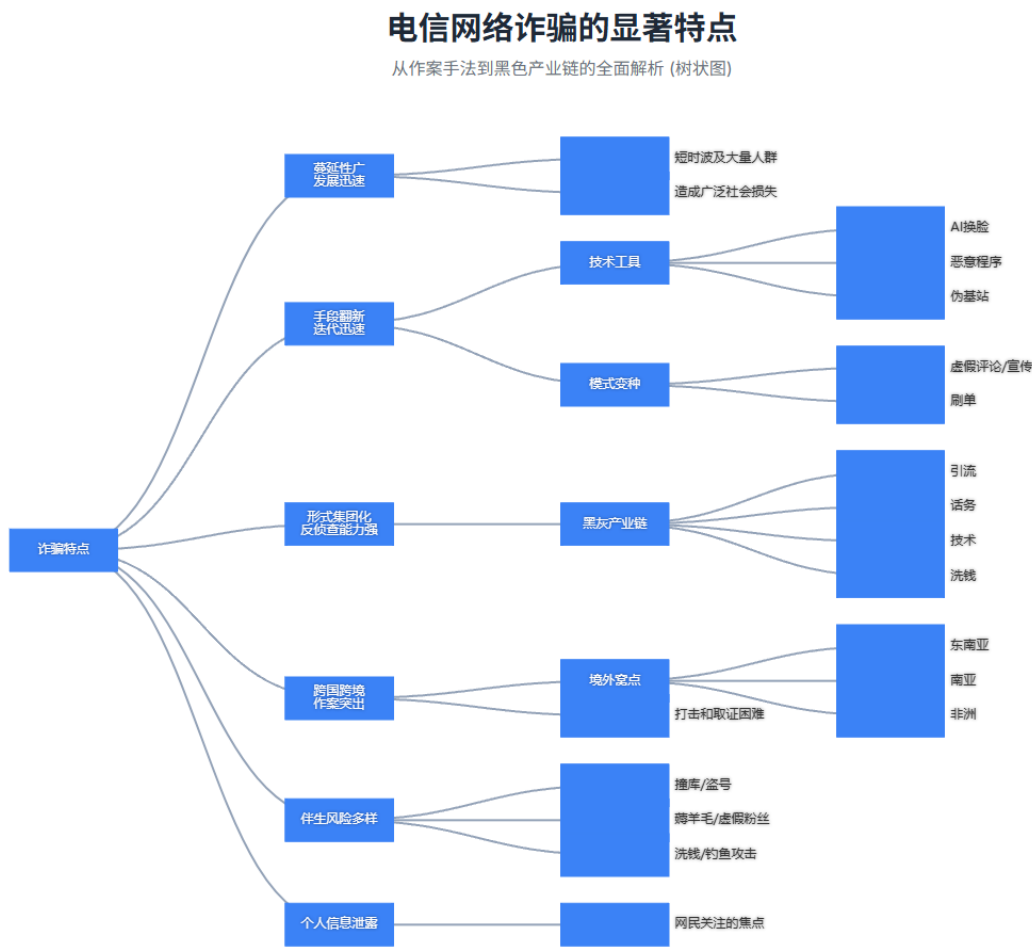 电信网络诈骗的显著特点
从作案手法到黑色产业链的全面解析 (树状图)
诈骗特点
蔓延性广
发展迅速
短时波及大量人群
造成广泛社会损失
手段翻新
迭代迅速
技术工具
AI换脸
恶意程序
伪基站
模式变种
虚假评论/宣传
刷单
形式集团化
反侦查能力强
黑灰产业链
引流
话务
技术
洗钱
跨国跨境
作案突出
境外窝点
东南亚
南亚
非洲
打击和取证困难
伴生风险多样
撞库/盗号
薅羊毛/虚假粉丝
洗钱/钓鱼攻击
个人信息泄露
网民关注的焦点